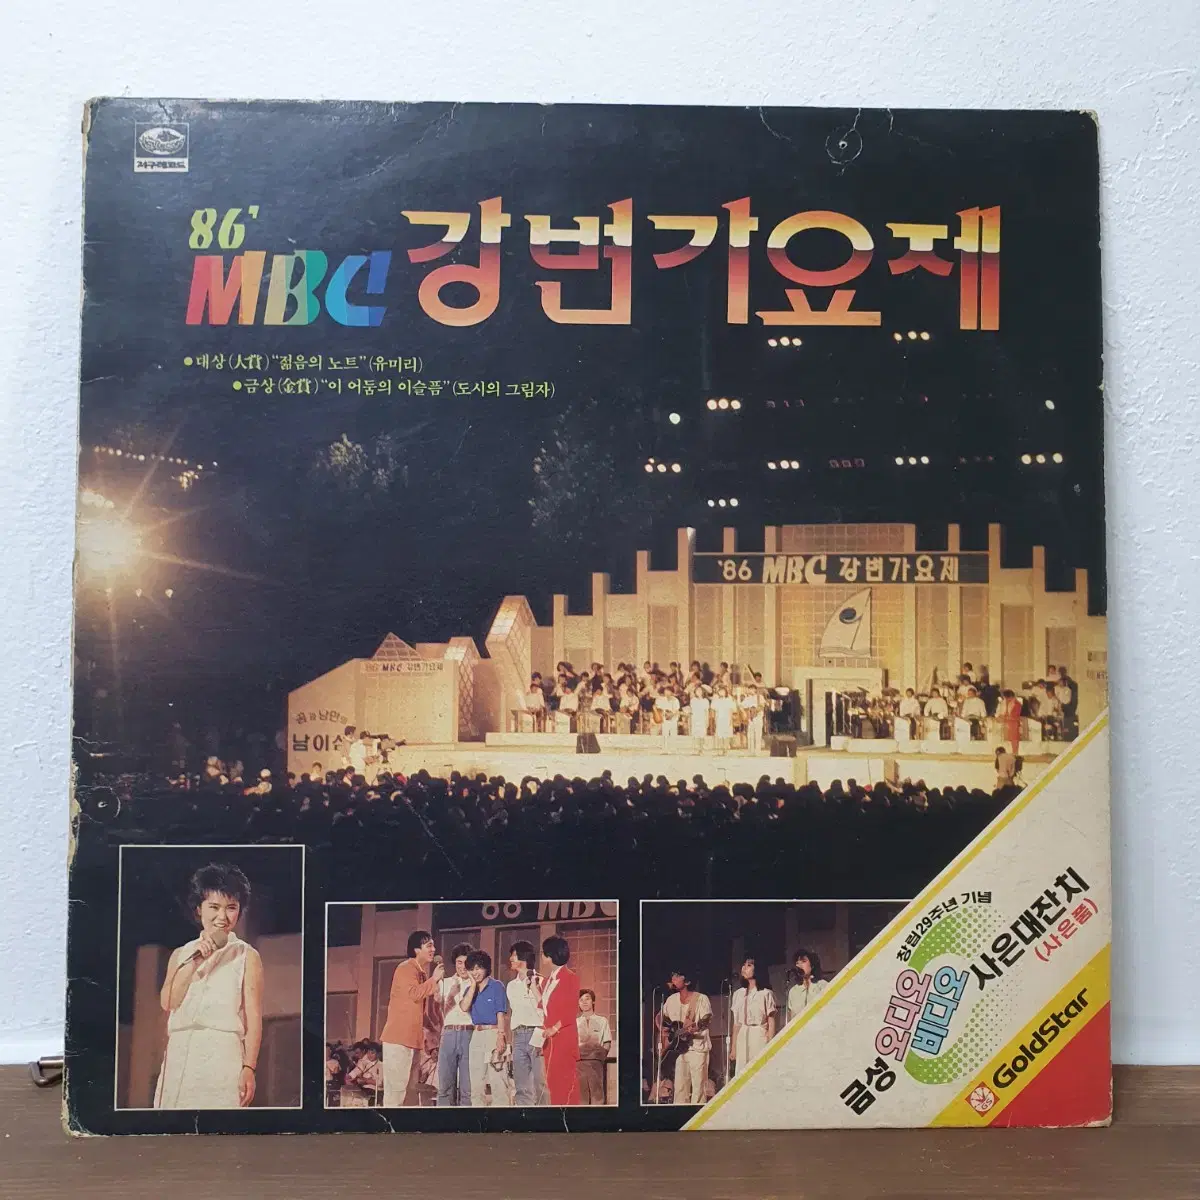 지구레코드
86'
MBC 강변가요제
● 대상(大賞) “젊음의 노트”(유미리)
● 금상(金賞) “이 어둠의 이슬픔”(도시의 그림자)
'86 MBC 강변가요제
'86 MBC 강변가요제
남이섬
86 MBC
창립29주년 기념
금성 오디오 비디오 사은대잔치
(사은품)
GS GoldStar